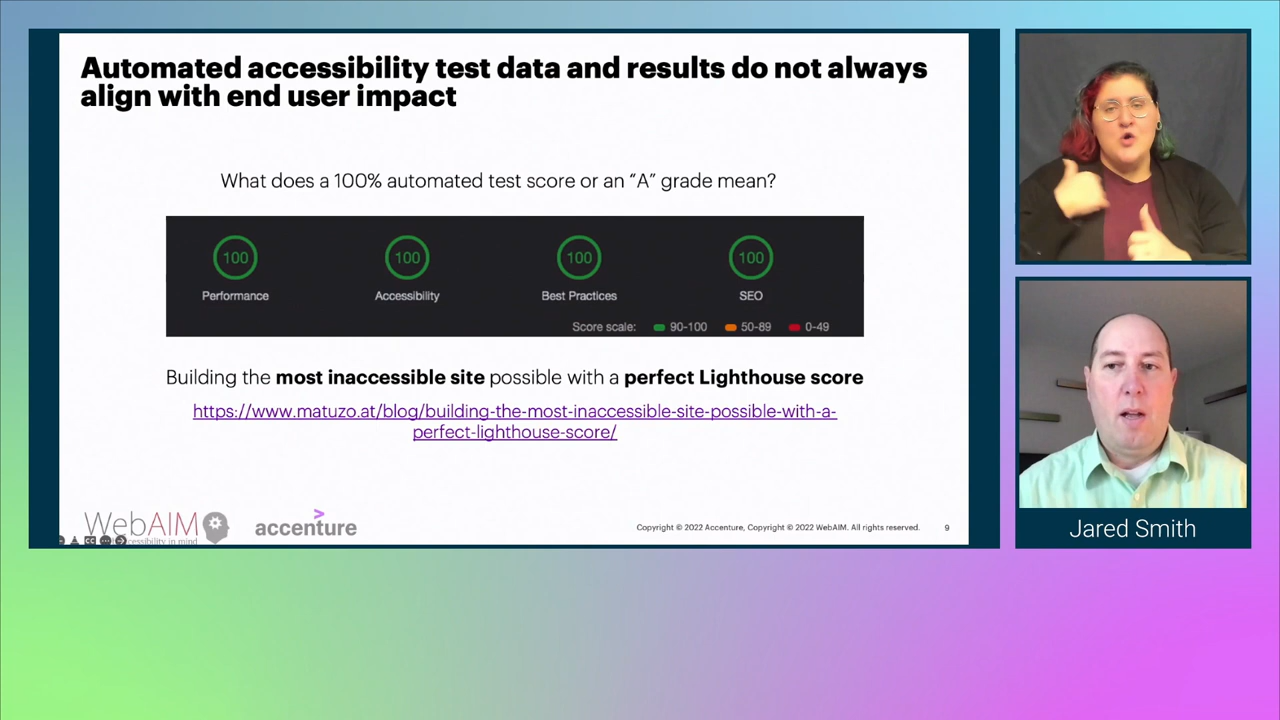 Automated accessibility test data and results do not always
align with end user impact
What does a 100% automated test score or an “A” grade mean?
100 100 100 100
Performance Accessibility Best Practices SEO
Score scale: 90-100 50-89 0-49
Building the most inaccessible site possible with a perfect Lighthouse score
https://www.matuzo.at/blog/building-the-most-inaccessible-site-possible-with-a-
perfect-lighthouse-score/
WebAIM
cessibility in mind
accenture
Copyright © 2022 Accenture, Copyright © 2022 WebAIM. All rights reserved. 9
Jared Smith